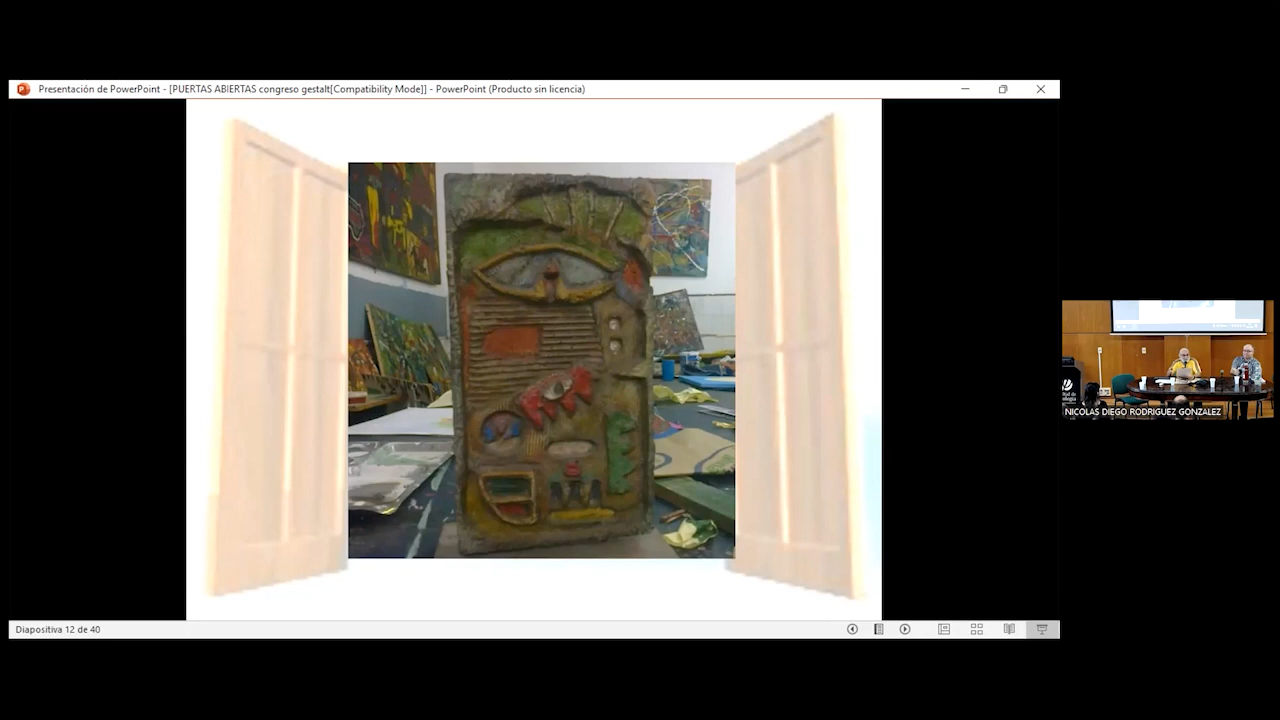 Presentación de PowerPoint - [PUERTAS ABIERTAS congreso gestalt[Compatibility Mode]] - PowerPoint (Producto sin licencia)
NICOLAS DIEGO RODRIGUEZ GONZALEZ
Diapositiva 12 de 40